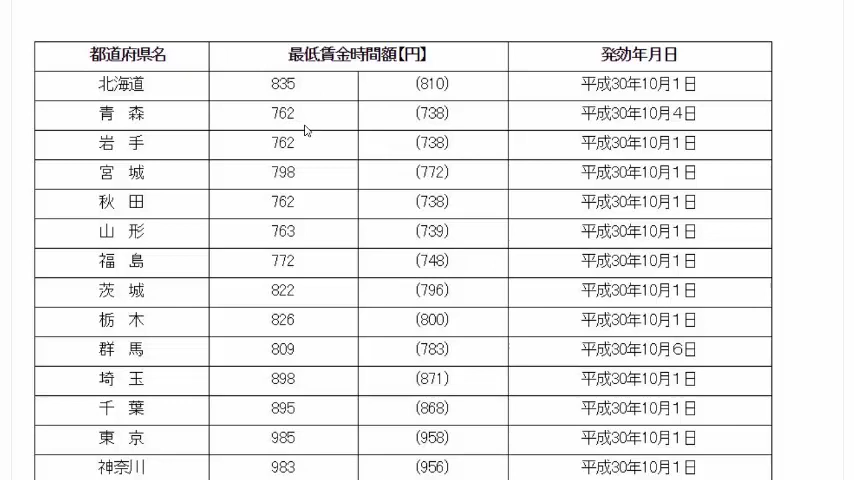 都道府県名 最低賃金時間額【円】 発効年月日
北海道 835 (810) 平成30年10月1日
青 森 762 (738) 平成30年10月4日
岩 手 762 (738) 平成30年10月1日
宮 城 798 (772) 平成30年10月1日
秋 田 762 (738) 平成30年10月1日
山 形 763 (739) 平成30年10月1日
福 島 772 (748) 平成30年10月1日
茨 城 822 (796) 平成30年10月1日
栃 木 826 (800) 平成30年10月1日
群 馬 809 (783) 平成30年10月6日
埼 玉 898 (871) 平成30年10月1日
千 葉 895 (868) 平成30年10月1日
東 京 985 (958) 平成30年10月1日
神奈川 983 (956) 平成30年10月1日